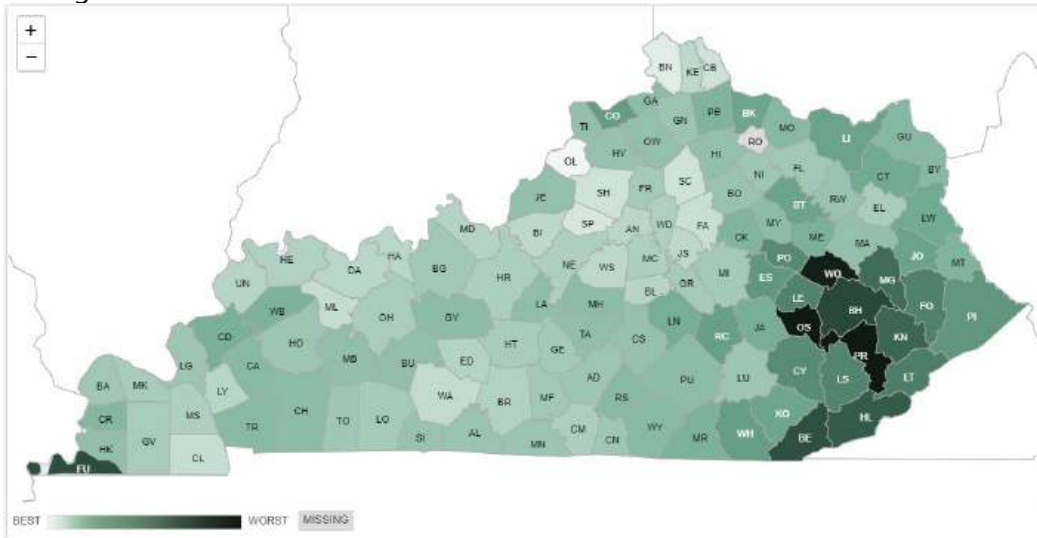 +
−
BN KE CB
CO GA GN PE BK
TI MO
HY OW HI RO LI GU
OL NI FL CT BY
SH FR SC BO
JE BT RW EL LW
SP FA
MD BI AN WD CK MY ME MA
HE DA HA BG HR NE WS MC JS MI PO WO MG JO MT
UN BL GR ES
ML OH GY LA MH LE BH FO PI
WB OS KN
CD HO TA LN RC JA PR
LG CA MB BU ED HT GE CS CY LS LT
BA MK LY WA AD PU LU
MS CH TO LO BR ME RS KO HL
CR TR SI AL CM CN WY MR WH BE
HK GV MN
FU CL
BEST WORST MISSING